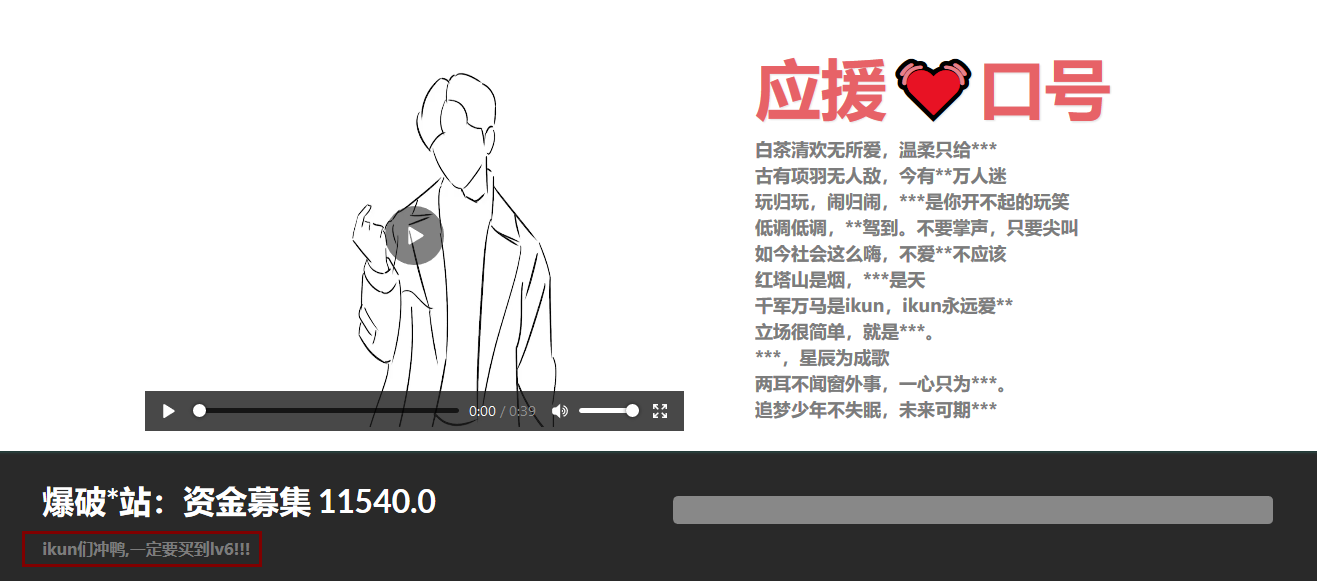 应援 口号
白茶清欢无所爱，温柔只给***
古有项羽无人敌，今有**万人迷
玩归玩，闹归闹，***是你开不起的玩笑
低调低调，**驾到。不要掌声，只要尖叫
如今社会这么嗨，不爱**不应该
红塔山是烟，***是天
千军万马是ikun，ikun永远爱**
立场很简单，就是***。
***，星辰为成歌
两耳不闻窗外事，一心只为***。
追梦少年不失眠，未来可期***
0:00 / 0:39
爆破*站：资金募集 11540.0
ikun们冲鸭,一定要买到lv6!!!